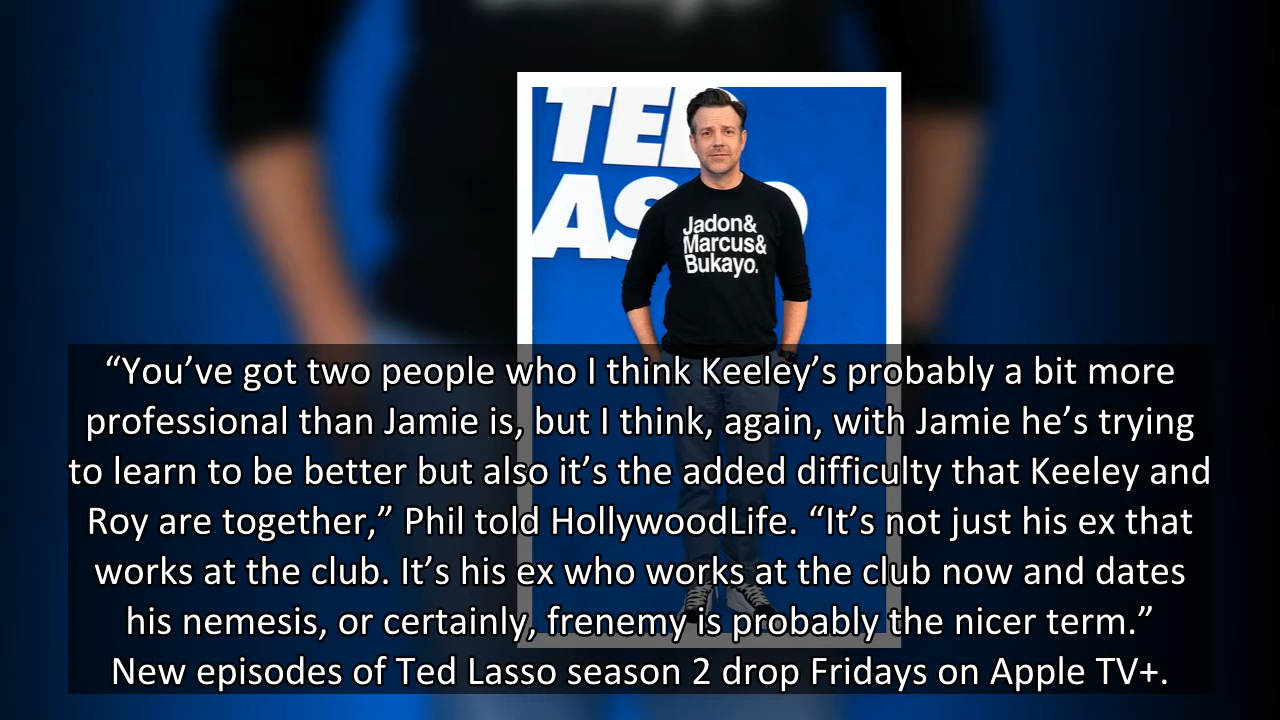 TED
LASSO
Jadon&
Marcus&
Bukayo.
“You’ve got two people who I think Keeley’s probably a bit more
professional than Jamie is, but I think, again, with Jamie he’s trying
to learn to be better but also it’s the added difficulty that Keeley and
Roy are together,” Phil told HollywoodLife. “It’s not just his ex that
works at the club. It’s his ex who works at the club now and dates
his nemesis, or certainly, frenemy is probably the nicer term.”
New episodes of Ted Lasso season 2 drop Fridays on Apple TV+.